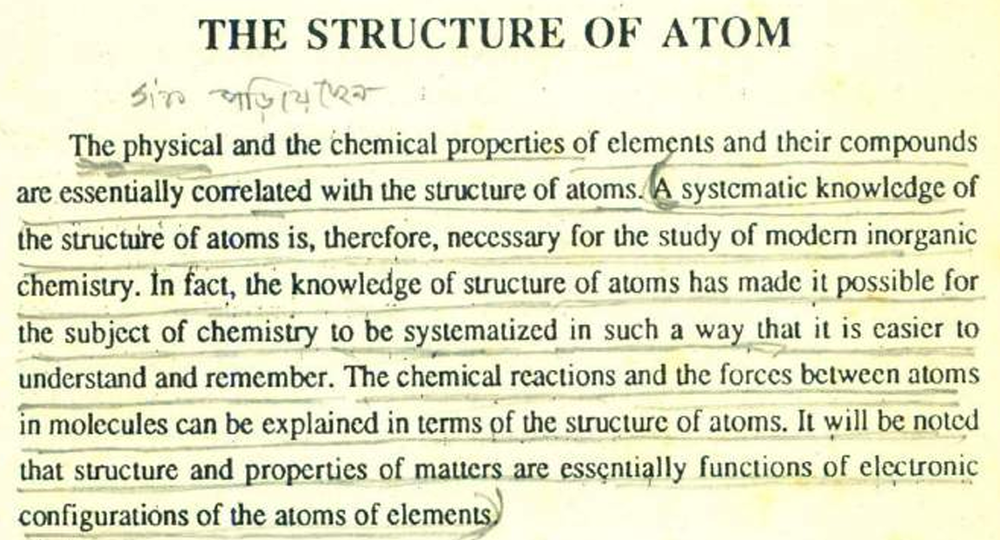 THE STRUCTURE OF ATOM
পড়িয়েছেন
The physical and the chemical properties of elements and their compounds
are essentially correlated with the structure of atoms. A systematic knowledge of
the structure of atoms is, therefore, necessary for the study of modern inorganic
chemistry. In fact, the knowledge of structure of atoms has made it possible for
the subject of chemistry to be systematized in such a way that it is easier to
understand and remember. The chemical reactions and the forces between atoms
in molecules can be explained in terms of the structure of atoms. It will be noted
that structure and properties of matters are essentially functions of electronic
configurations of the atoms of elements.